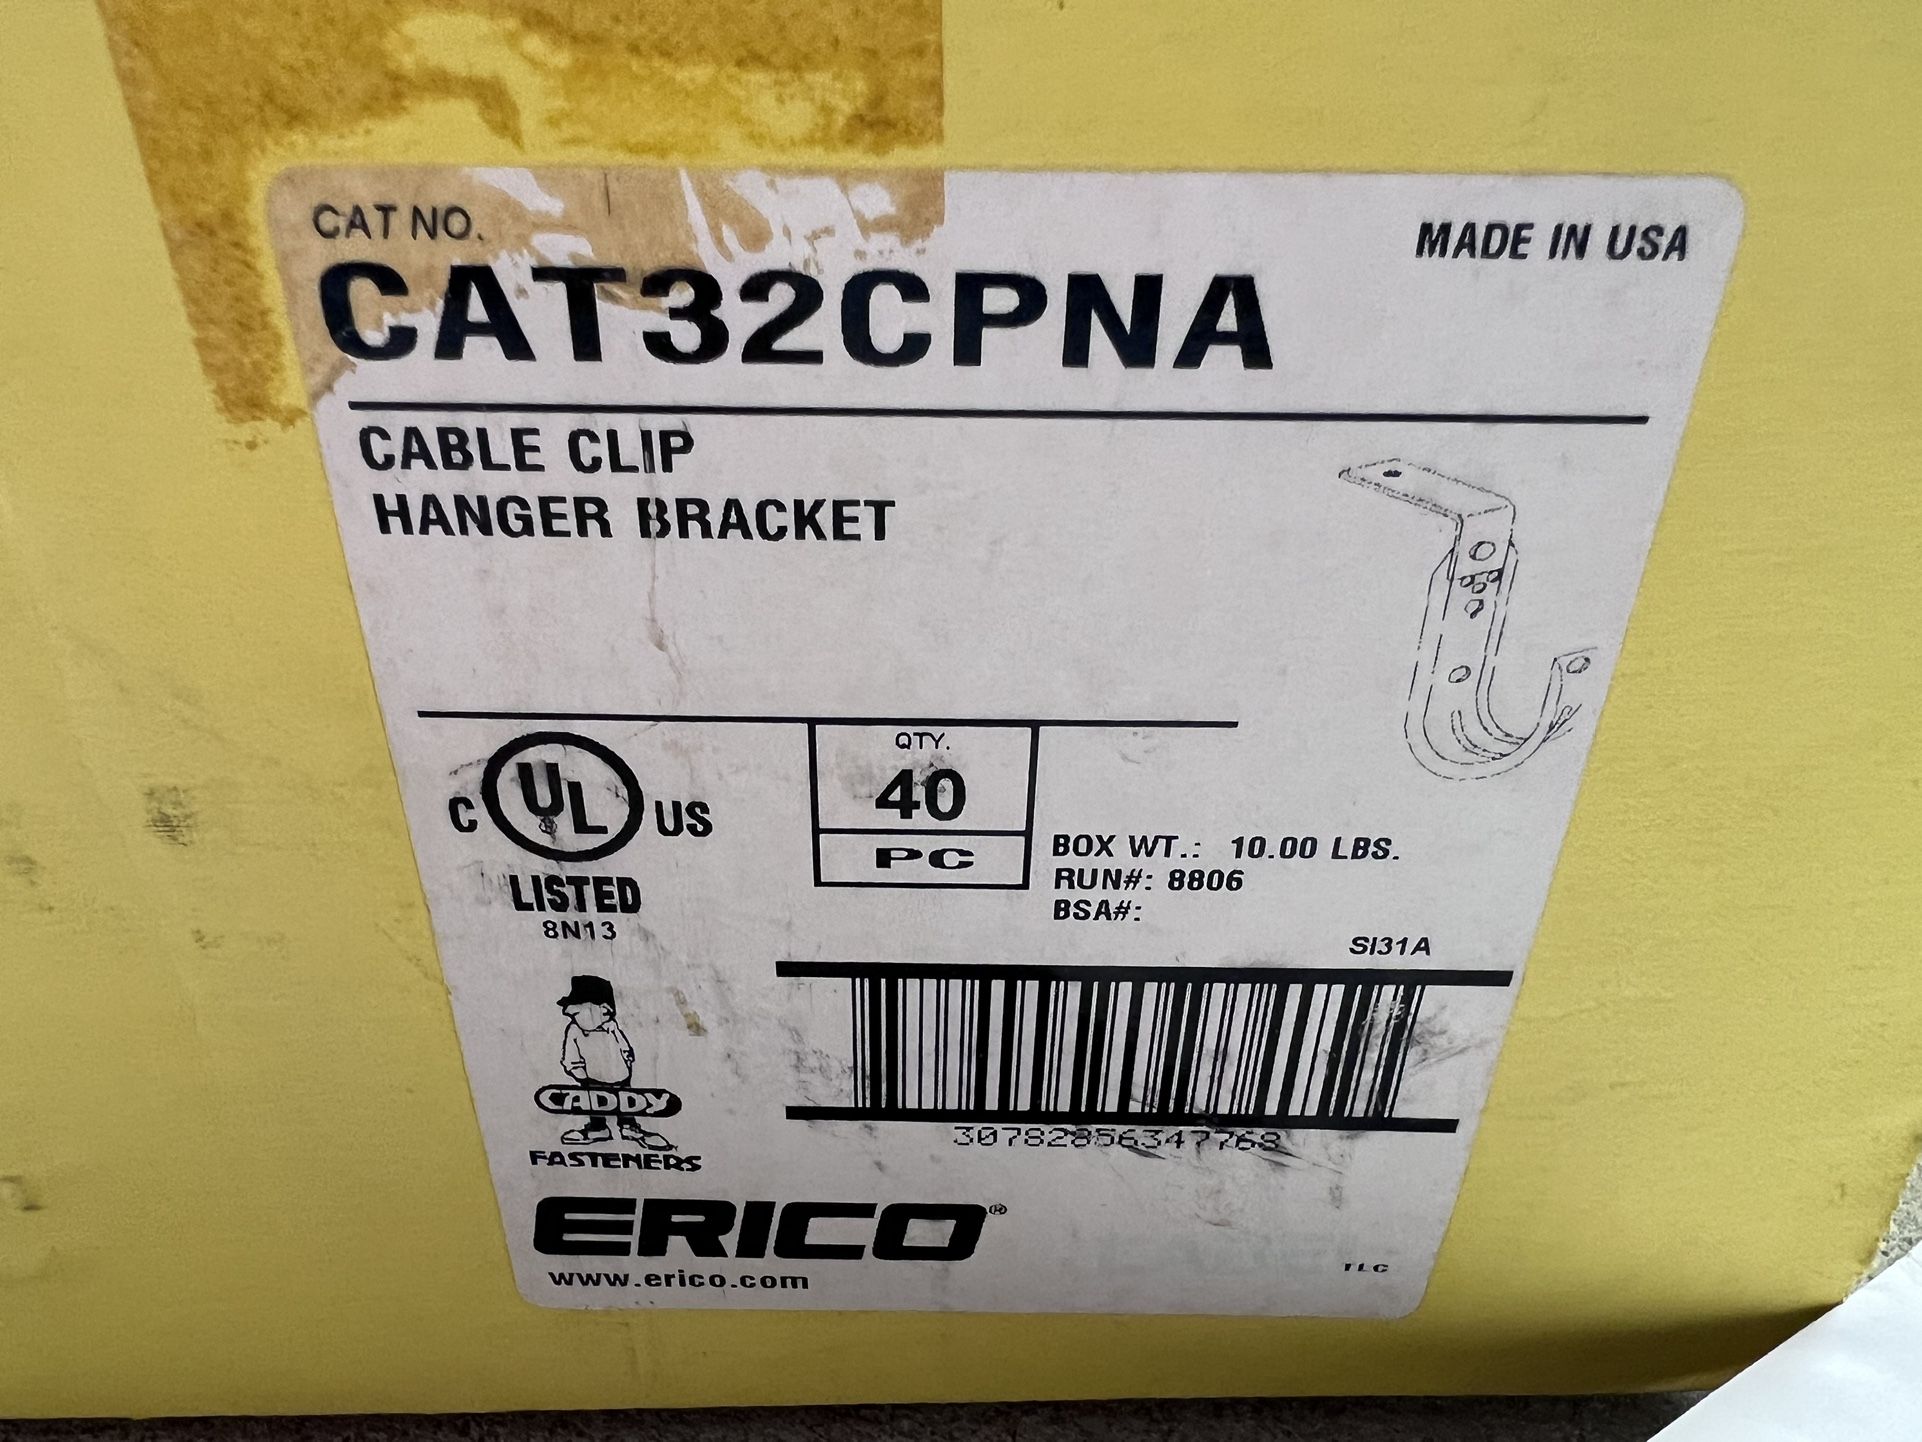 CAT NO.
MADE IN USA
CAT32CPNA
CABLE CLIP
HANGER BRACKET
C UL US
LISTED
8N13
QTY.
40
PC
BOX WT.: 10.00 LBS.
RUN#: 8806
BSA#:
SI31A
30782856347768
CADDY
FASTENERS
ERICO®
www.erico.com
TLC